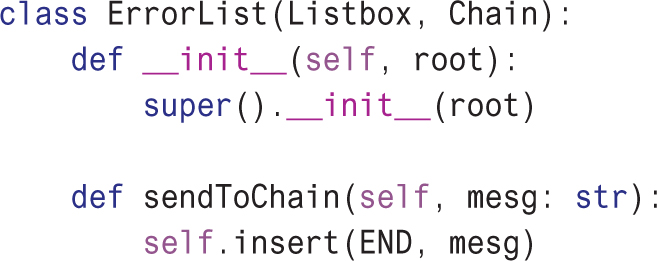 class ErrorList(Listbox, Chain):
    def __init__(self, root):
        super().__init__(root)

    def sendToChain(self, mesg: str):
        self.insert(END, mesg)